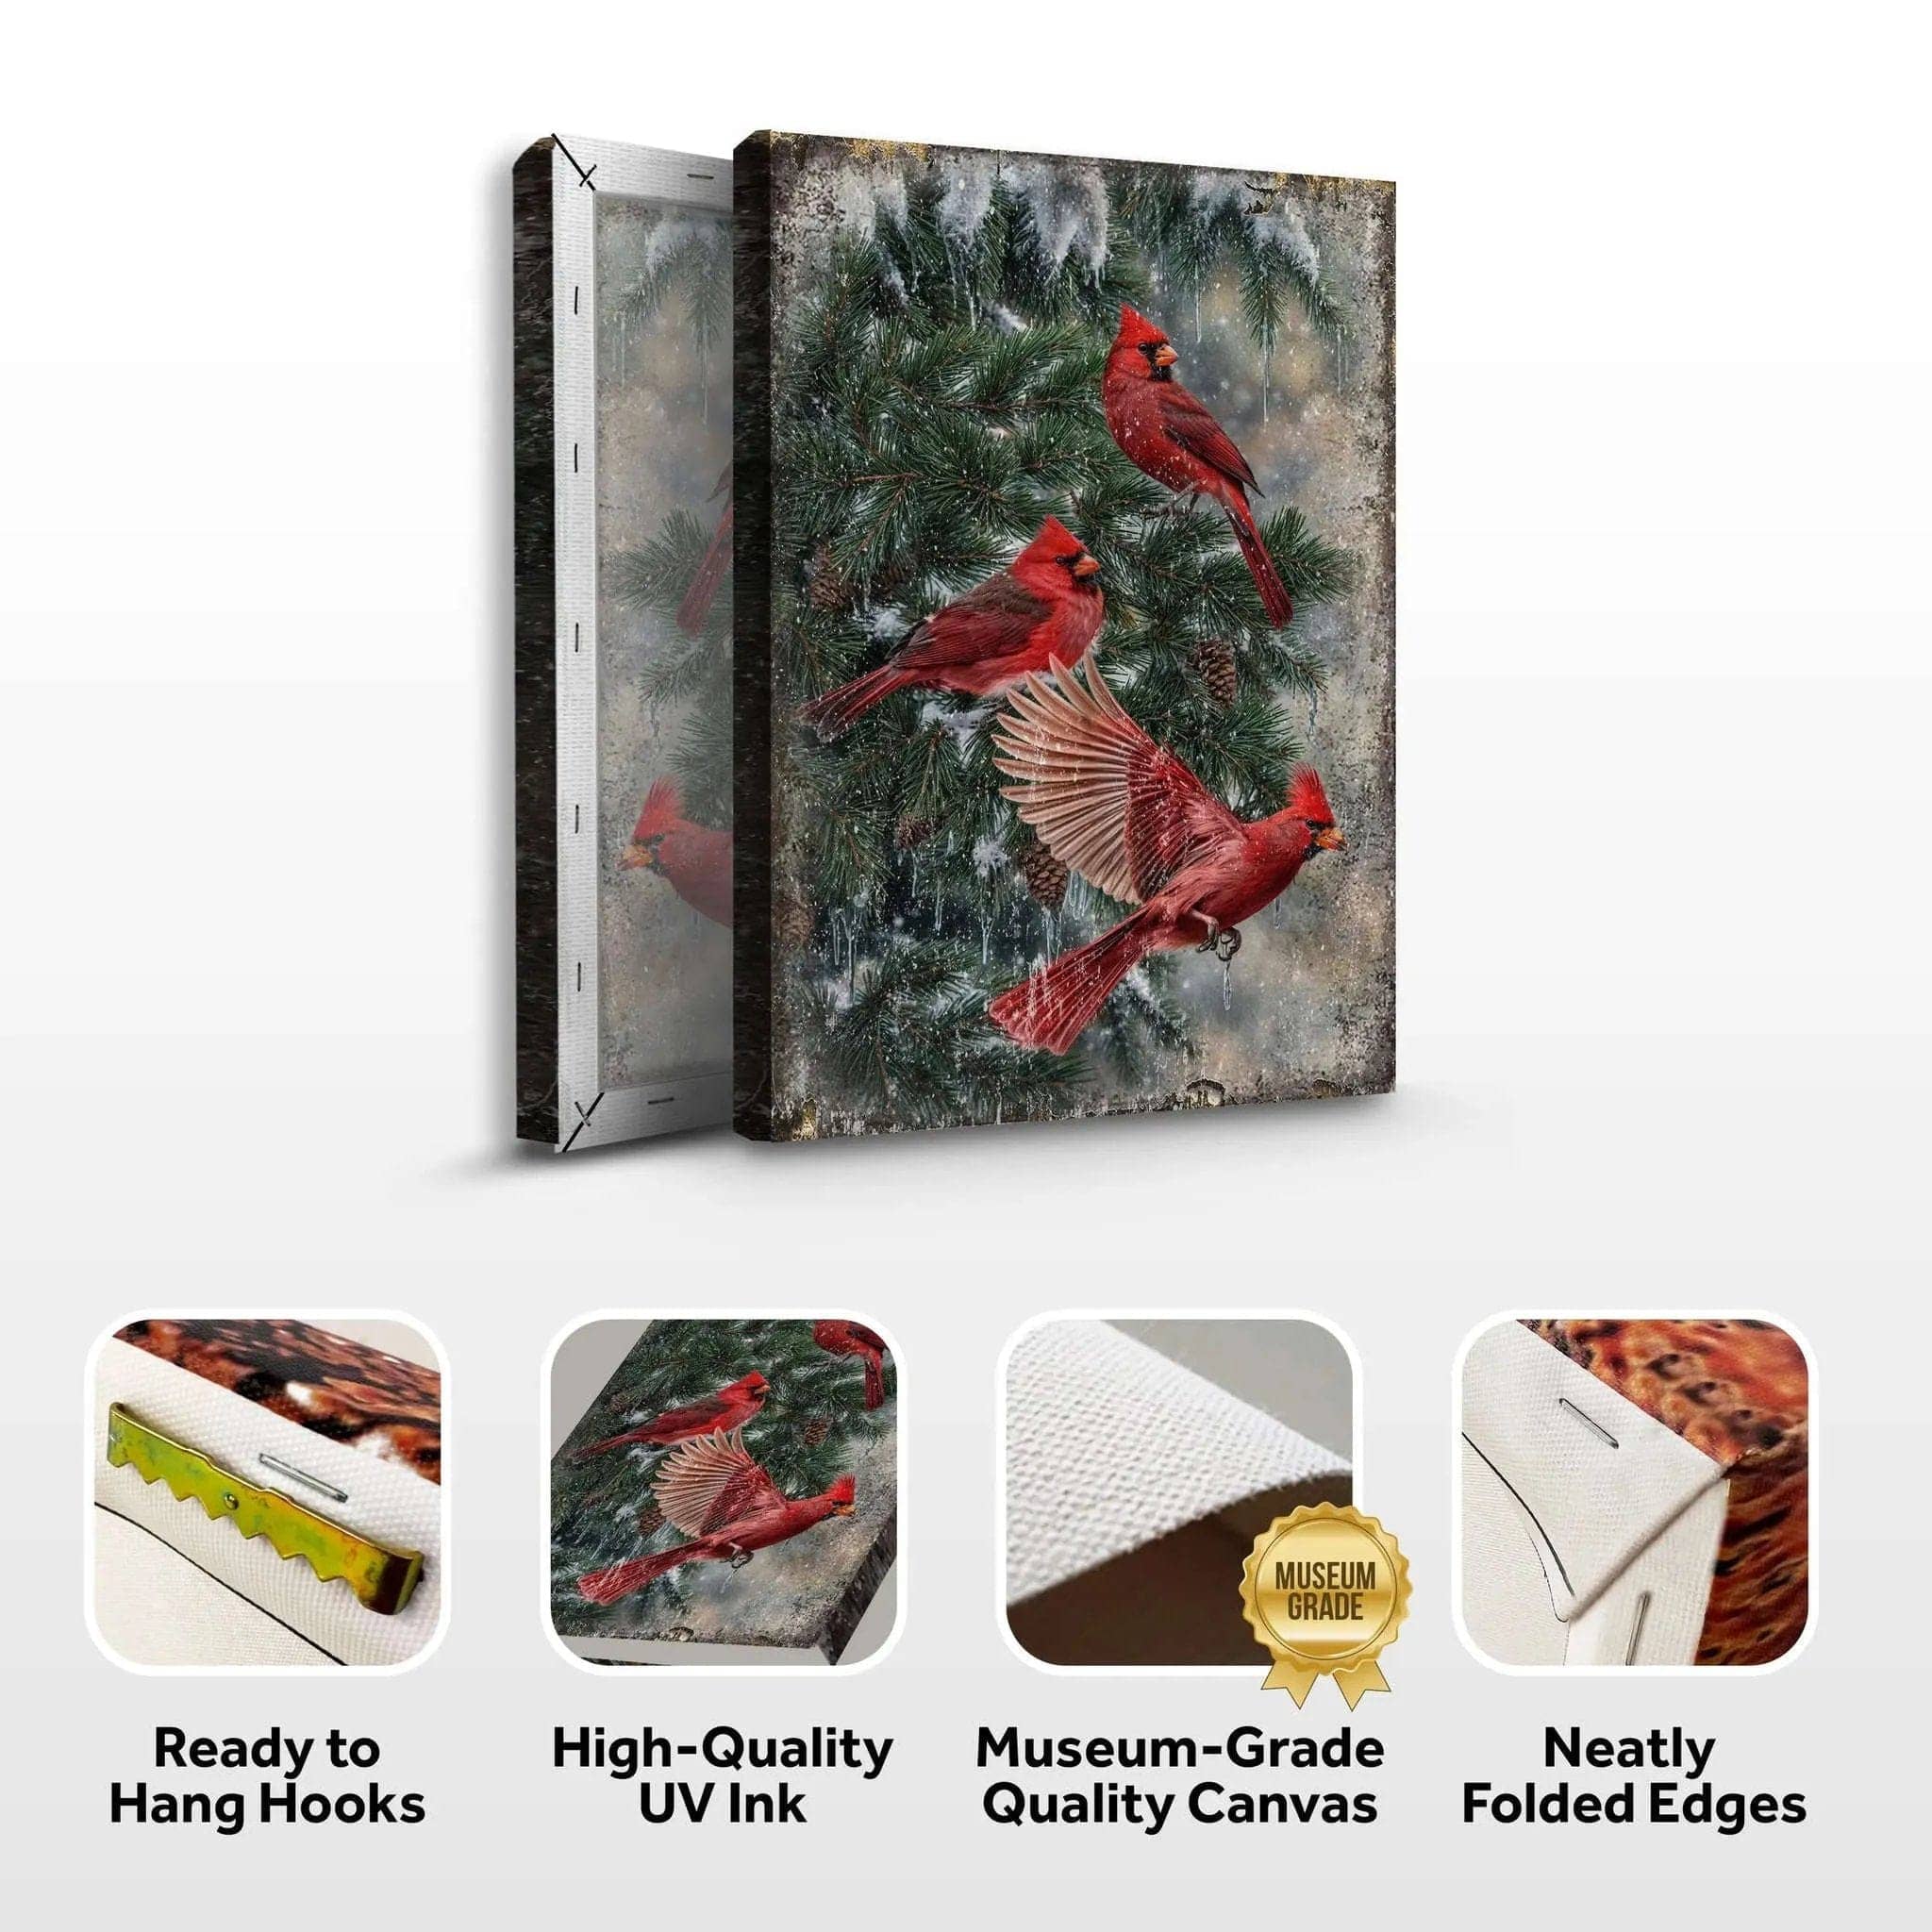 MUSEUM
GRADE
Ready to
Hang Hooks
High-Quality
UV Ink
Museum-Grade
Quality Canvas
Neatly
Folded Edges